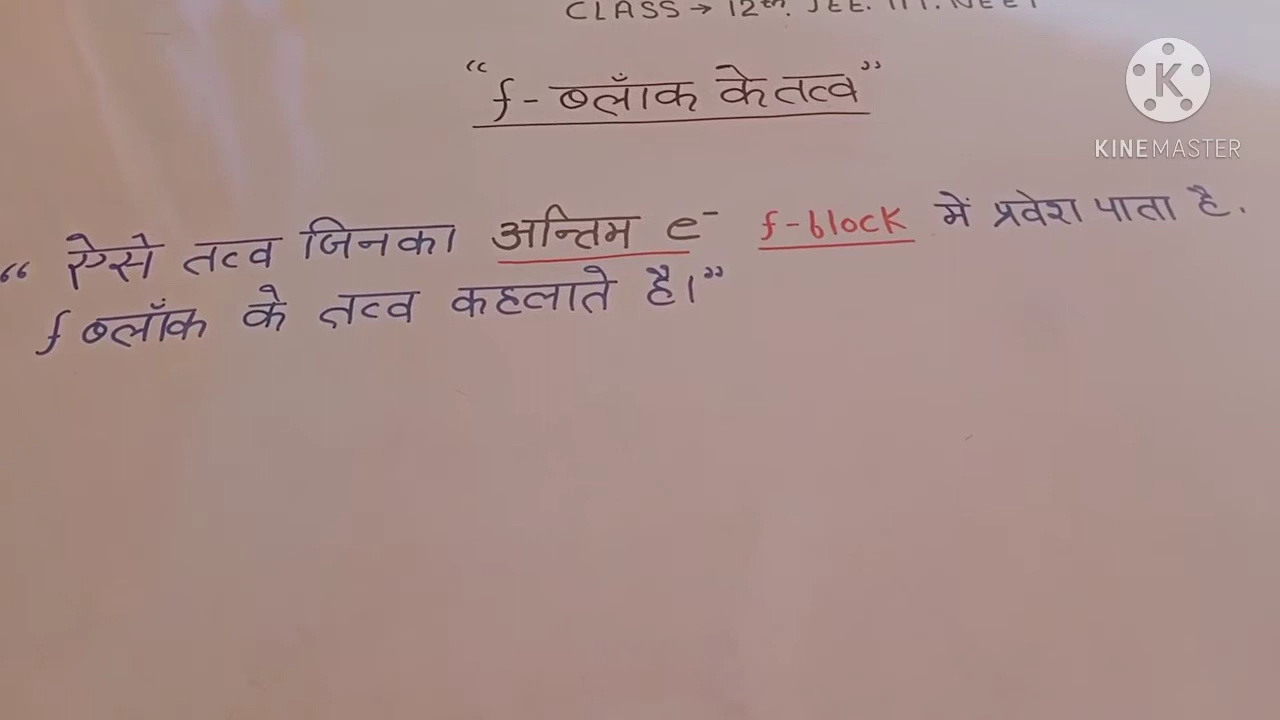 CLASS → 12th. JEE. IIT. NEET
"f - ब्लॉक के तत्व"
K
KINEMASTER
" ऐसे तत्व जिनका अन्तिम e⁻ f-block में प्रवेश पाता है.
f ब्लॉक के तत्व कहलाते है।"